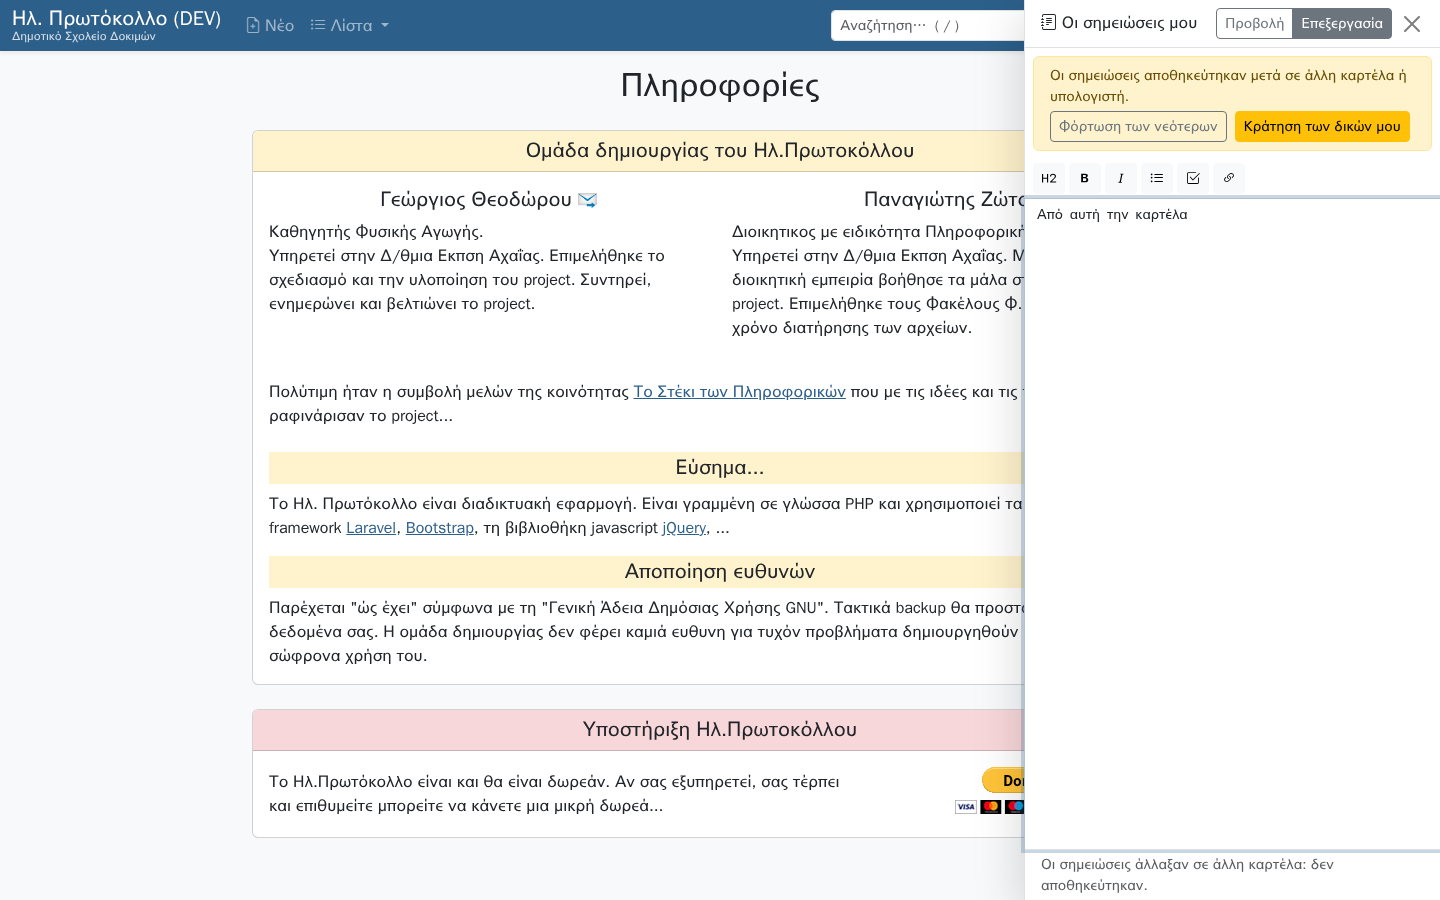 Ηλ. Πρωτόκολλο (DEV)
Δημοτικό Σχολείο Δοκιμών
Νέο
Λίστα
Αναζήτηση… ( / )
Οι σημειώσεις μου
Προβολή
Επεξεργασία
Οι σημειώσεις αποθηκεύτηκαν μετά σε άλλη καρτέλα ή
υπολογιστή.
Φόρτωση των νεότερων
Κράτηση των δικών μου
H2
B
I
Από αυτή την καρτέλα
Οι σημειώσεις άλλαξαν σε άλλη καρτέλα: δεν
αποθηκεύτηκαν.
Πληροφορίες
Ομάδα δημιουργίας του Ηλ.Πρωτοκόλλου
Γεώργιος Θεοδώρου
Καθηγητής Φυσικής Αγωγής.
Υπηρετεί στην Δ/θμια Εκπση Αχαΐας. Επιμελήθηκε το
σχεδιασμό και την υλοποίηση του project. Συντηρεί,
ενημερώνει και βελτιώνει το project.
Παναγιώτης
Διοικητικος με ειδικότητα
Υπηρετεί στην Δ/θμια Εκπση Αχαΐας.
διοικητική εμπειρία βοήθησε τα μάλα
project. Επιμελήθηκε τους Φακέλους Φ.
χρόνο διατήρησης των αρχείων.
Πολύτιμη ήταν η συμβολή μελών της κοινότητας Το Στέκι των Πληροφορικών που με τις ιδέες και τις
ραφινάρισαν το project...
Εύσημα...
Το Ηλ. Πρωτόκολλο είναι διαδικτυακή εφαρμογή. Είναι γραμμένη σε γλώσσα PHP και χρησιμοποιεί τα
framework Laravel, Bootstrap, τη βιβλιοθήκη javascript jQuery, ...
Αποποίηση ευθυνών
Παρέχεται "ώς έχει" σύμφωνα με τη "Γενική Άδεια Δημόσιας Χρήσης GNU". Τακτικά backup θα
δεδομένα σας. Η ομάδα δημιουργίας δεν φέρει καμιά ευθυνη για τυχόν προβλήματα δημιουργηθούν
σώφρονα χρήση του.
Υποστήριξη Ηλ.Πρωτοκόλλου
Το Ηλ.Πρωτόκολλο είναι και θα είναι δωρεάν. Αν σας εξυπηρετεί, σας τέρπει
και επιθυμείτε μπορείτε να κάνετε μια μικρή δωρεά...
VISA